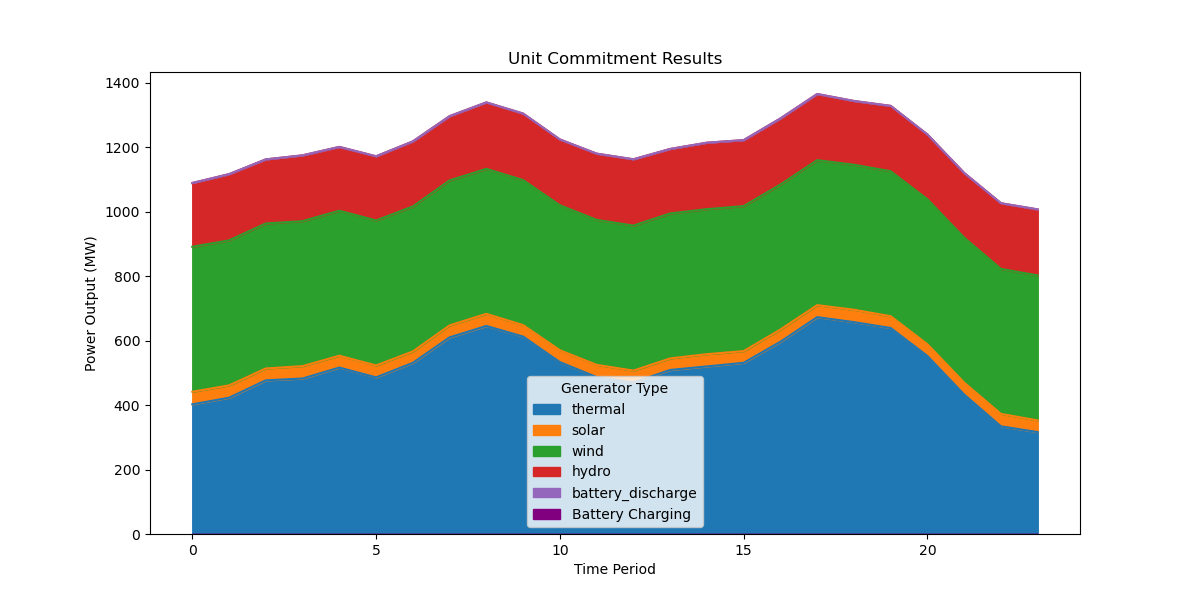 Unit Commitment Results
Power Output (MW)
1400
1200
1000
800
600
400
200
0
Generator Type
thermal
solar
wind
hydro
battery_discharge
Battery Charging
0 5 10 15 20
Time Period